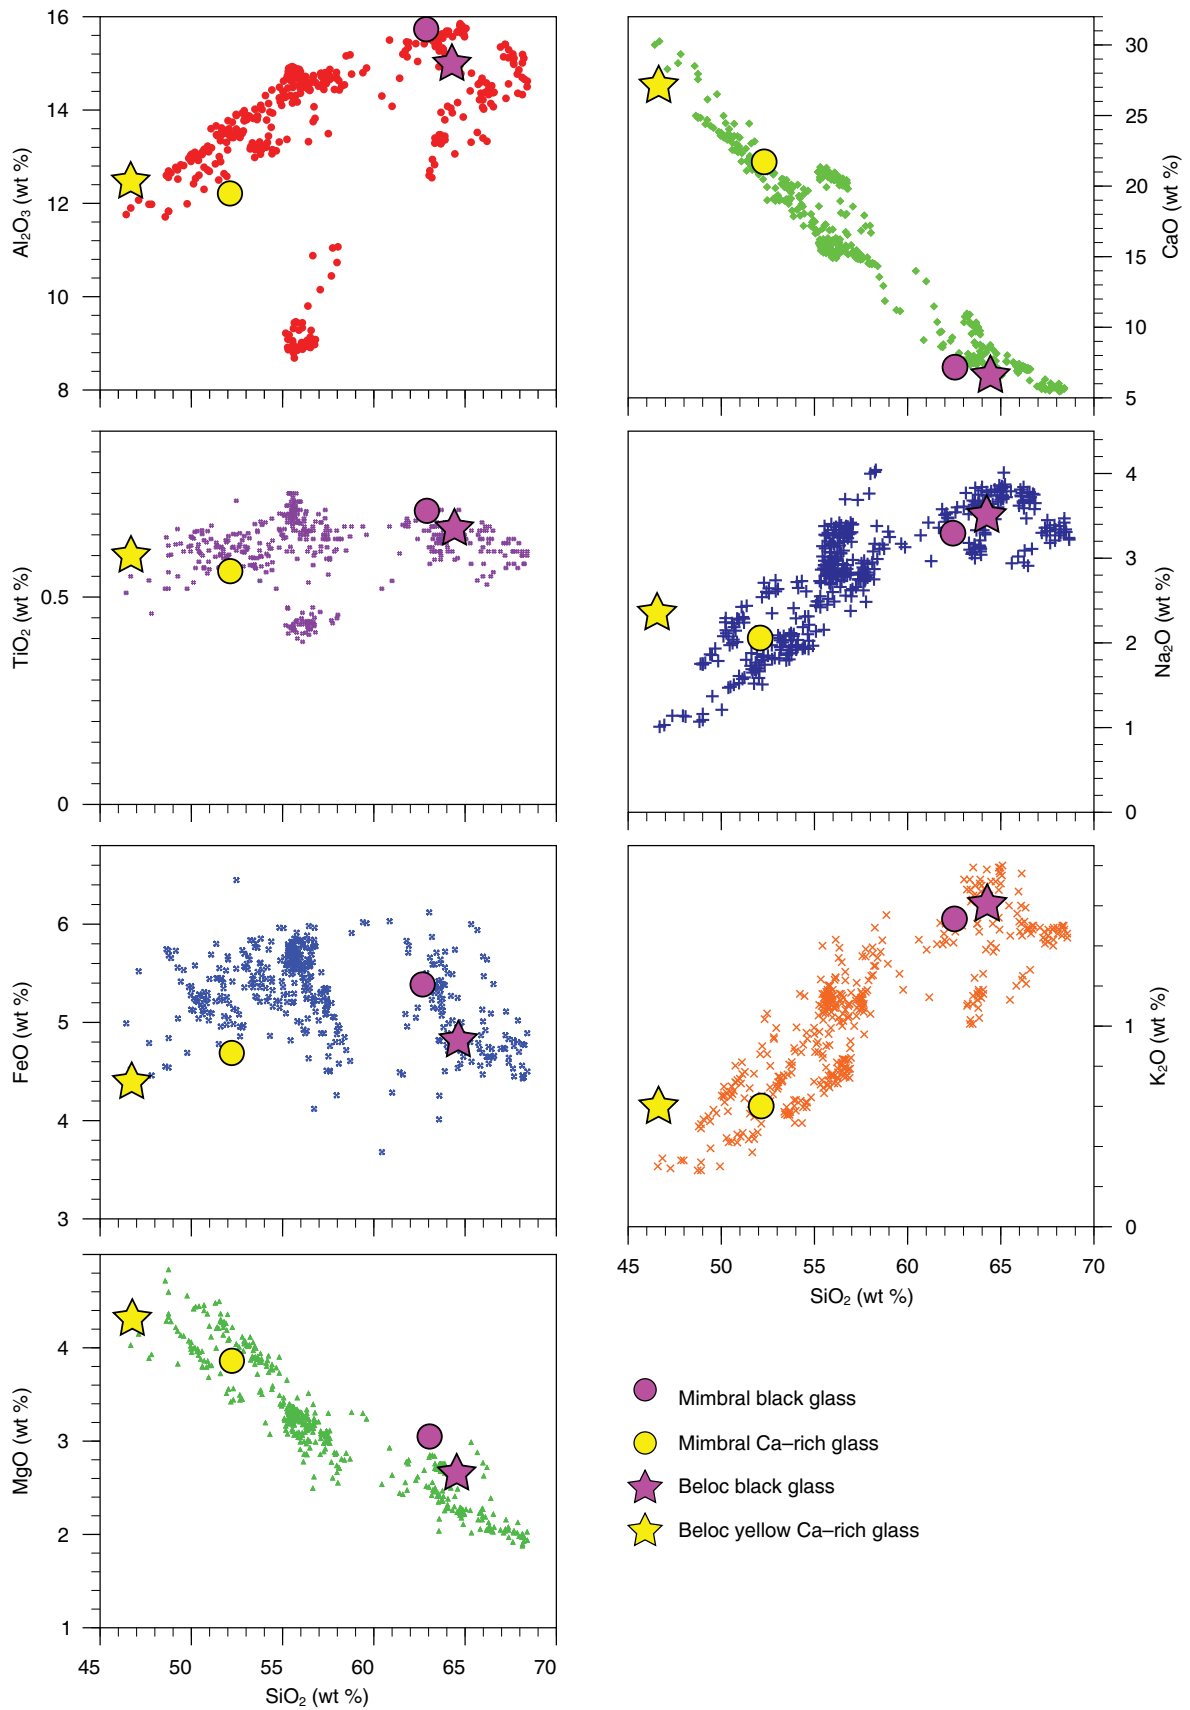 16
14
12
10
8
Al₂O₃ (wt %)
30
25
20
15
10
5
CaO (wt %)
0.5
0
TiO₂ (wt %)
4
3
2
1
0
Na₂O (wt %)
6
5
4
3
FeO (wt %)
1
0
K₂O (wt %)
45 50 55 60 65 70
SiO₂ (wt %)
4
3
2
1
MgO (wt %)
45 50 55 60 65 70
SiO₂ (wt %)
Mimbral black glass
Mimbral Ca–rich glass
Beloc black glass
Beloc yellow Ca–rich glass